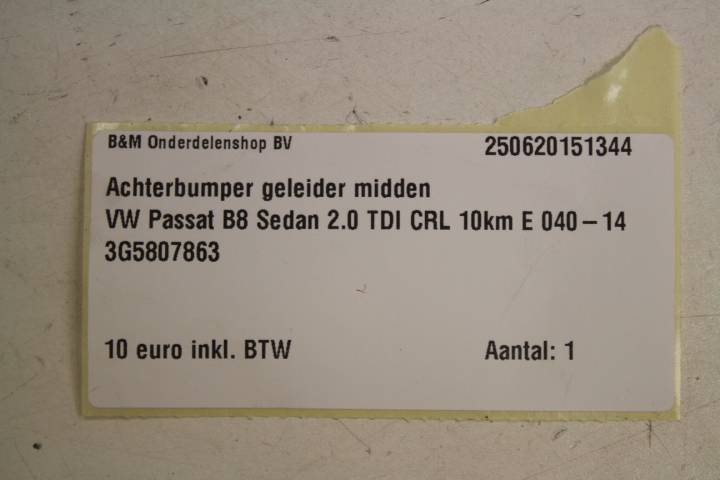 B&M Onderdelenshop BV 250620151344
Achterbumper geleider midden
VW Passat B8 Sedan 2.0 TDI CRL 10km E 040-14
3G5807863
10 euro inkl. BTW Aantal: 1